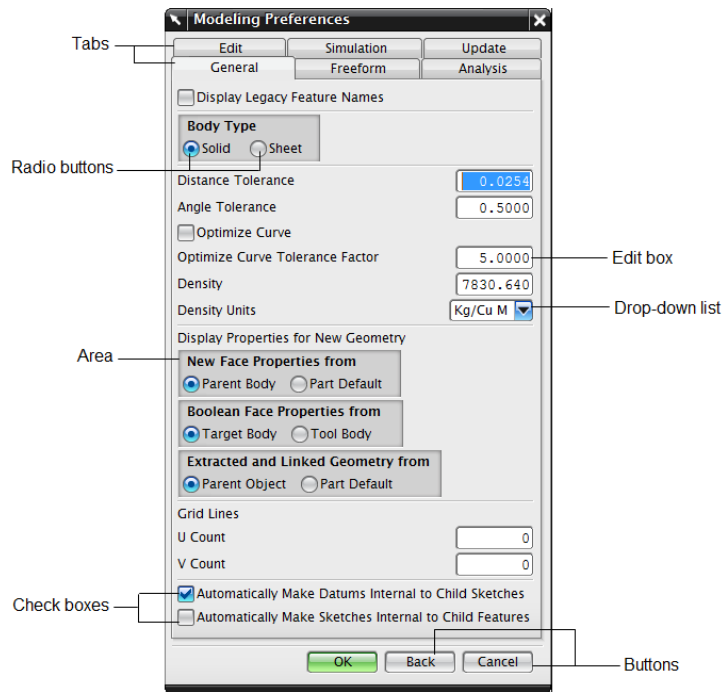 Modeling Preferences
Tabs
Edit Simulation Update
General Freeform Analysis
Display Legacy Feature Names
Body Type
Solid Sheet
Radio buttons
Distance Tolerance 0.0254
Angle Tolerance 0.5000
Optimize Curve
Optimize Curve Tolerance Factor 5.0000 Edit box
Density 7830.640
Density Units Kg/Cu M Drop-down list
Display Properties for New Geometry
Area
New Face Properties from
Parent Body Part Default
Boolean Face Properties from
Target Body Tool Body
Extracted and Linked Geometry from
Parent Object Part Default
Grid Lines
U Count 0
V Count 0
Automatically Make Datums Internal to Child Sketches
Check boxes
Automatically Make Sketches Internal to Child Features
OK Back Cancel Buttons